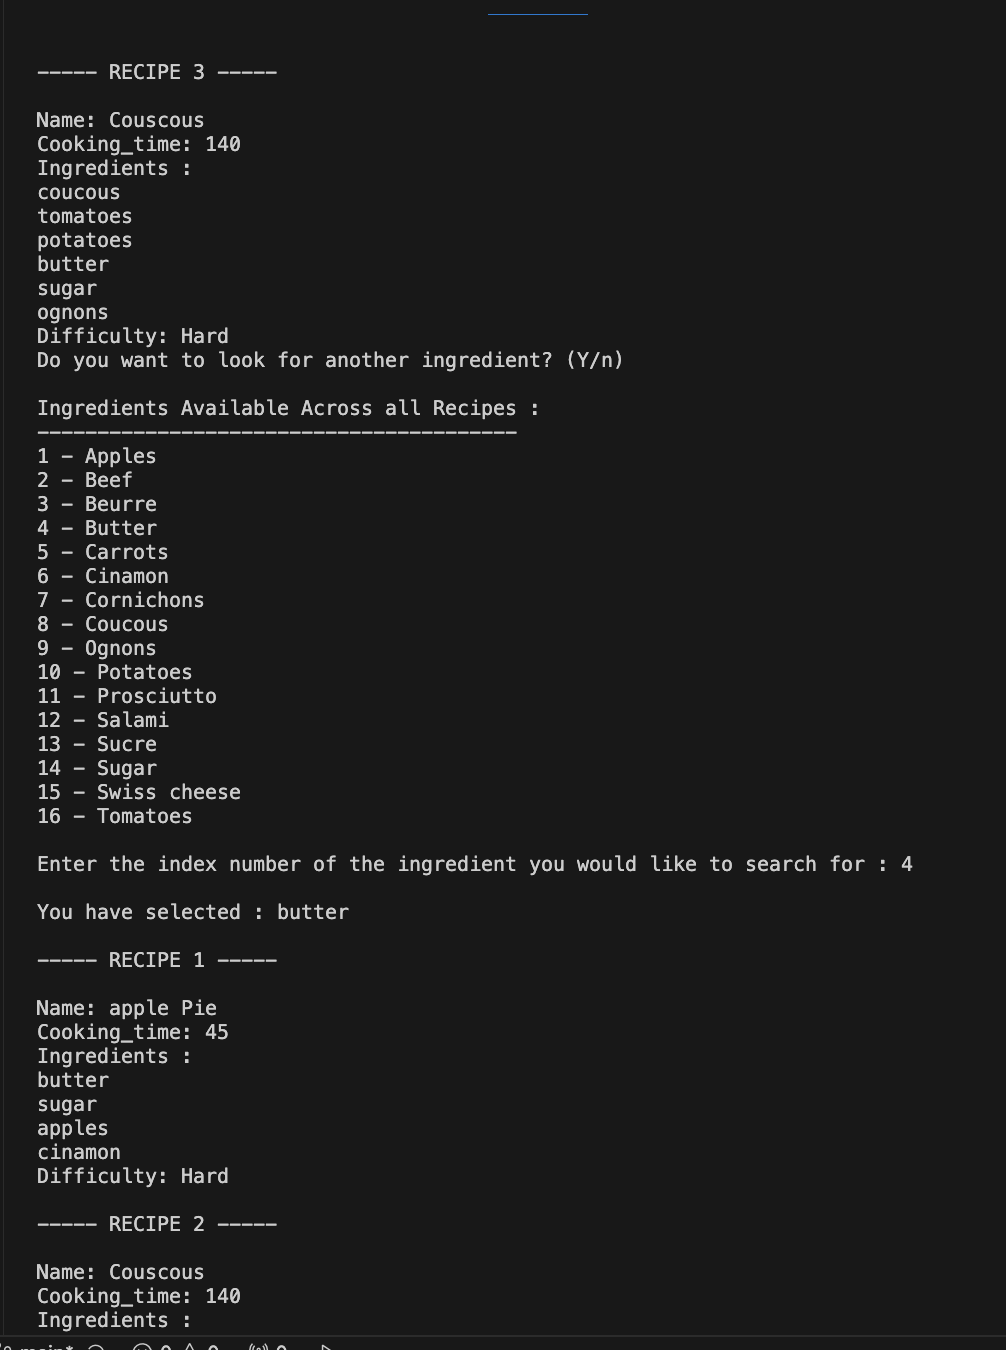 ----- RECIPE 3 -----
Name: Couscous
Cooking_time: 140
Ingredients :
coucous
tomatoes
potatoes
butter
sugar
ognons
Difficulty: Hard
Do you want to look for another ingredient? (Y/n)
Ingredients Available Across all Recipes :
----------------------------------------
1 - Apples
2 - Beef
3 - Beurre
4 - Butter
5 - Carrots
6 - Cinamon
7 - Cornichons
8 - Coucous
9 - Ognons
10 - Potatoes
11 - Prosciutto
12 - Salami
13 - Sucre
14 - Sugar
15 - Swiss cheese
16 - Tomatoes
Enter the index number of the ingredient you would like to search for : 4
You have selected : butter
----- RECIPE 1 -----
Name: apple Pie
Cooking_time: 45
Ingredients :
butter
sugar
apples
cinamon
Difficulty: Hard
----- RECIPE 2 -----
Name: Couscous
Cooking_time: 140
Ingredients :